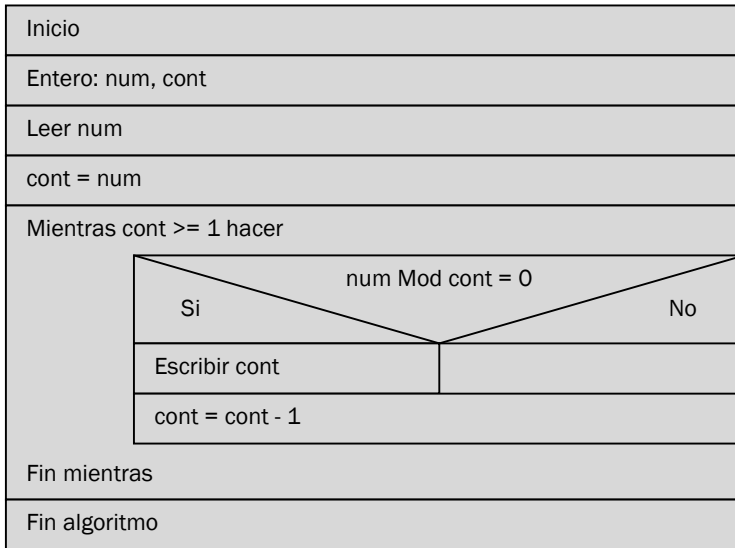 Inicio
Entero: num, cont
Leer num
cont = num
Mientras cont >= 1 hacer
num Mod cont = 0
Si No
Escribir cont
cont = cont - 1
Fin mientras
Fin algoritmo